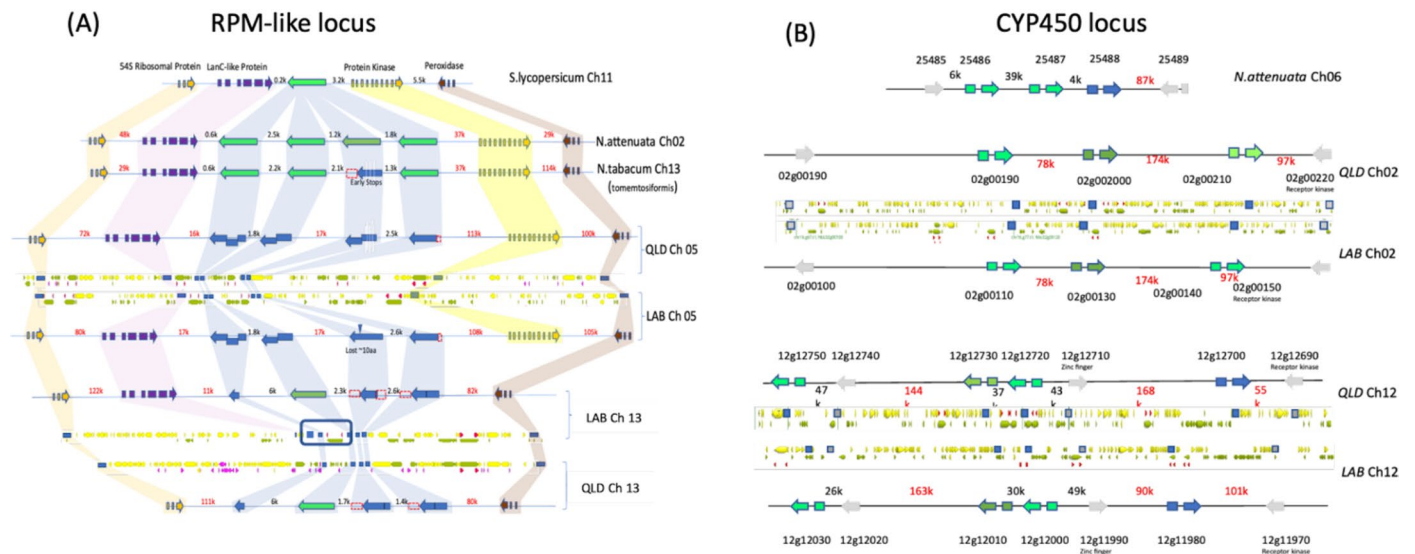 (A) RPM-like locus
54S Ribosomal Protein LanC-like Protein 0.2k 3.2k Protein Kinase 5.5k Peroxidase
S.lycopersicum Ch11
48k 0.6k 2.5k 1.2k 1.8k 37k 29k
N.attenuata Ch02
29k 0.6k 2.2k 2.1k 1.3k 37k 114k
N.tabacum Ch13
(tomemtosiformis)
Early Stops
72k 16k 1.8k 17k 2.5k 113k 100k
QLD Ch 05
LAB Ch 05
80k 17k 1.8k 17k 2.6k 108k 105k
Lost ~10aa
122k 11k 6k 2.3k 2.6k 82k
LAB Ch 13
QLD Ch 13
111k 6k 1.7k 1.4k 80k
(B) CYP450 locus
25485 25486 25487 25488 25489
6k 39k 4k 87k
N.attenuata Ch06
78k 174k 97k
QLD Ch02
02g00190 02g00190 02g002000 02g00210 02g00220
Receptor kinase
LAB Ch02
78k 174k 97k
02g00100 02g00110 02g00130 02g00140 02g00150
Receptor kinase
12g12750 12g12740 12g12730 12g12720 12g12710 12g12700 12g12690
Zinc finger Receptor kinase
47 144 37 43 168 55
QLD Ch12
LAB Ch12
26k 163k 30k 49k 90k 101k
12g12030 12g12020 12g12010 12g12000 12g11990 12g11980 12g11970
Zinc finger Receptor kinase